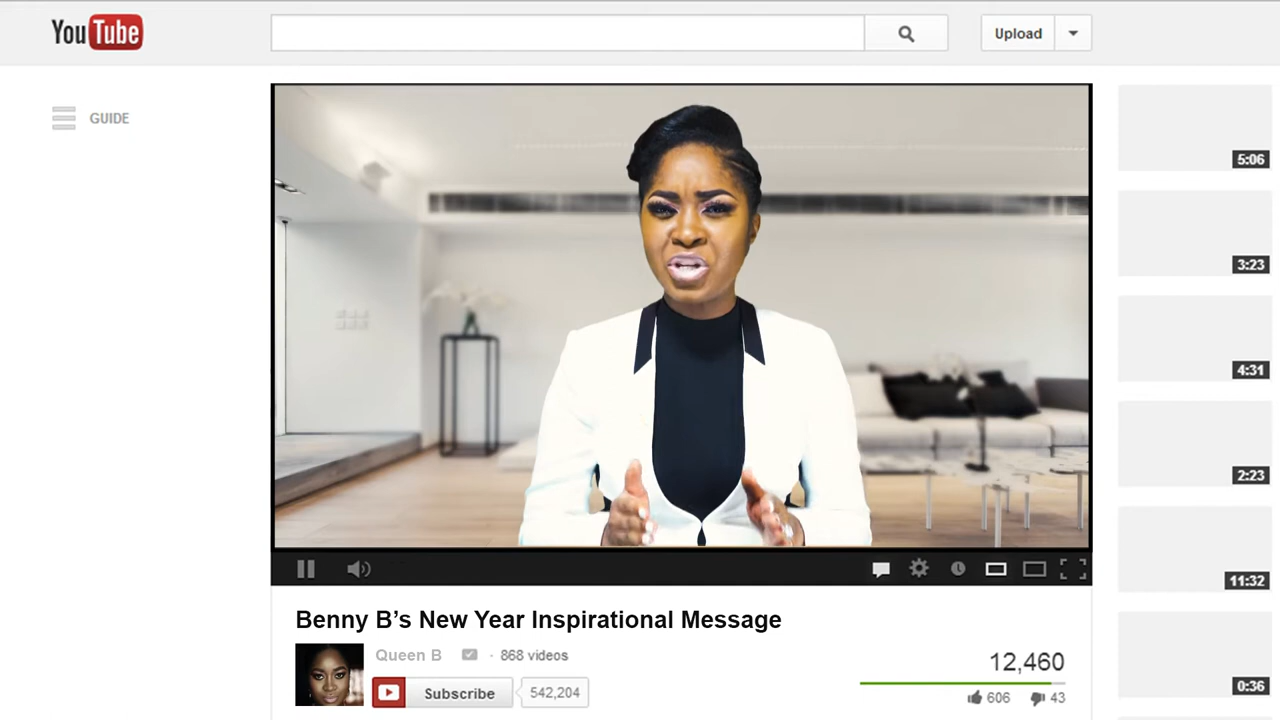 YouTube
Upload
GUIDE
5:06
3:23
4:31
2:23
11:32
0:36
Benny B’s New Year Inspirational Message
Queen B · 868 videos
Subscribe 542,204
12,460
606 43